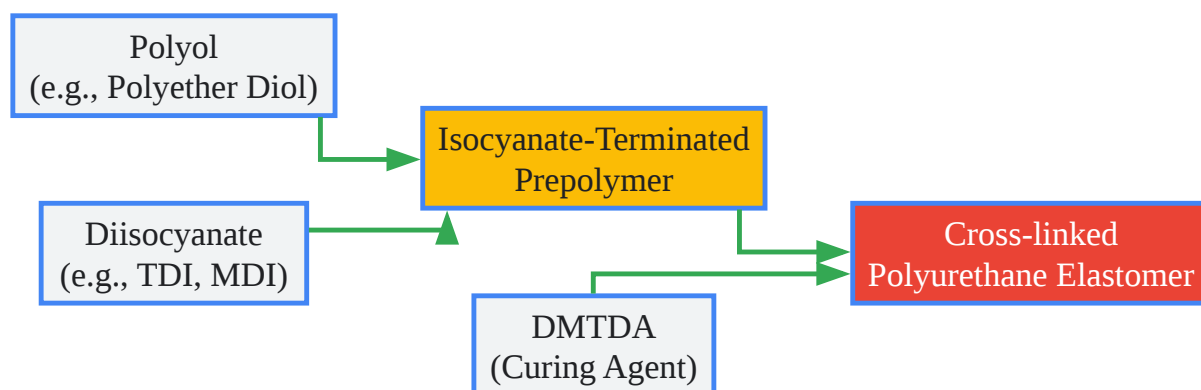 Polyol
(e.g., Polyether Diol)
Isocyanate-Terminated
Prepolymer
Diisocyanate
(e.g., TDI, MDI)
Cross-linked
Polyurethane Elastomer
DMTDA
(Curing Agent)